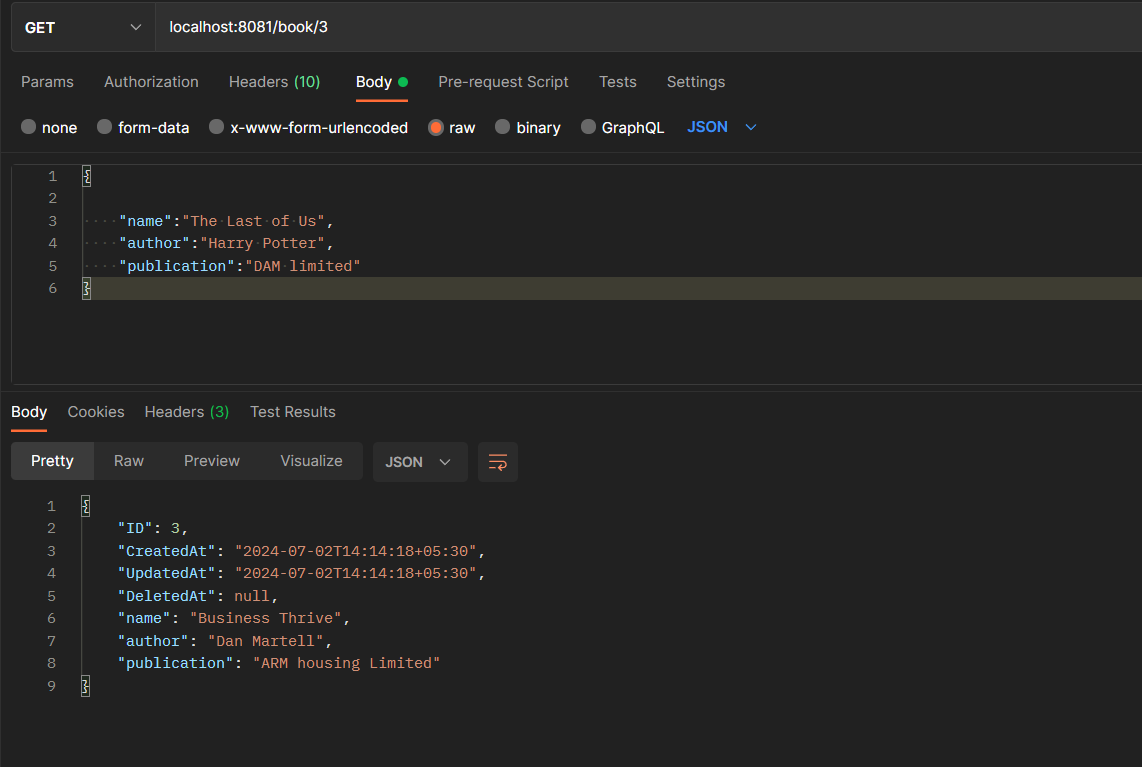 GET localhost:8081/book/3
Params Authorization Headers (10) Body Pre-request Script Tests Settings
none form-data x-www-form-urlencoded raw binary GraphQL JSON
1 {
2
3 ····"name":"The·Last·of·Us",
4 ····"author":"Harry·Potter",
5 ····"publication":"DAM·limited"
6 }
Body Cookies Headers (3) Test Results
Pretty Raw Preview Visualize JSON
1 {
2 "ID": 3,
3 "CreatedAt": "2024-07-02T14:14:18+05:30",
4 "UpdatedAt": "2024-07-02T14:14:18+05:30",
5 "DeletedAt": null,
6 "name": "Business Thrive",
7 "author": "Dan Martell",
8 "publication": "ARM housing Limited"
9 }